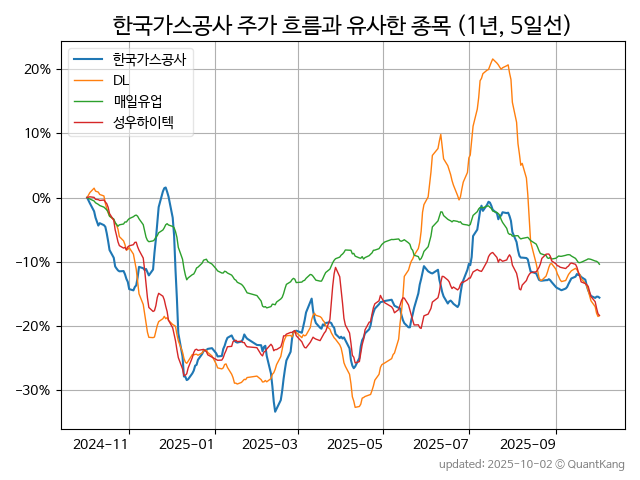 한국가스공사 주가 흐름과 유사한 종목 (1년, 5일선)
한국가스공사
DL
매일유업
성우하이텍
20%
10%
0%
−10%
−20%
−30%
2024-11
2025-01
2025-03
2025-05
2025-07
2025-09
updated: 2025-10-02 © QuantKang